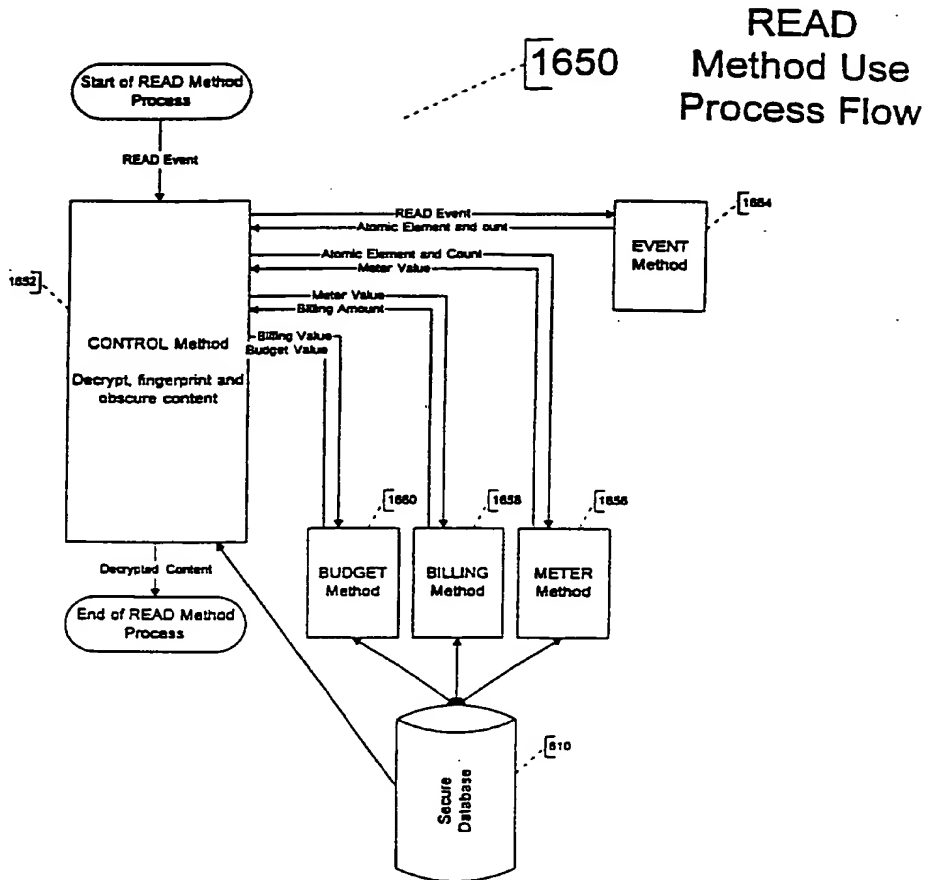 READ
Method Use
Process Flow
1650
Start of READ Method
Process
READ Event
READ Event
Atomic Element and ount
1654
EVENT
Method
Atomic Element and Count
Meter Value
1652
Meter Value
Billing Amount
Billing Value
Budget Value
CONTROL Method
Decrypt, fingerprint and
obscure content
1660
1658
1656
BUDGET
Method
BILLING
Method
METER
Method
Decrypted Content
End of READ Method
Process
610
Secure
Database